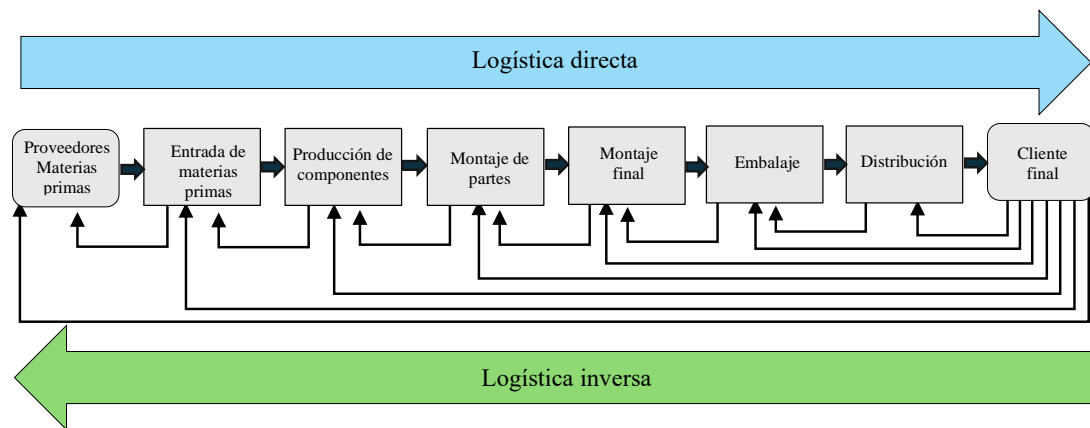 Logística directa
Proveedores
Materias
primas
Entrada de
materias
primas
Producción de
componentes
Montaje de
partes
Montaje
final
Embalaje
Distribución
Cliente
final
Logística inversa